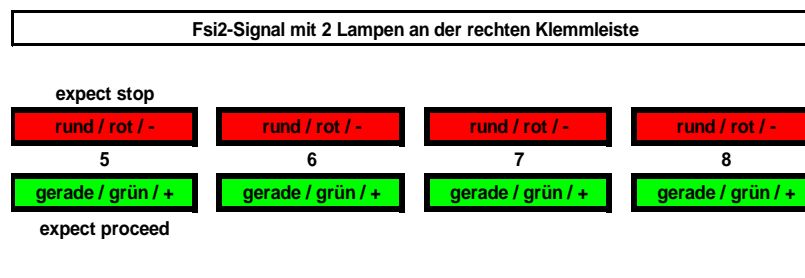 Fsi2-Signal mit 2 Lampen an der rechten Klemmleiste
expect stop
rund / rot / - rund / rot / - rund / rot / - rund / rot / -
5 6 7 8
gerade / grün / + gerade / grün / + gerade / grün / + gerade / grün / +
expect proceed